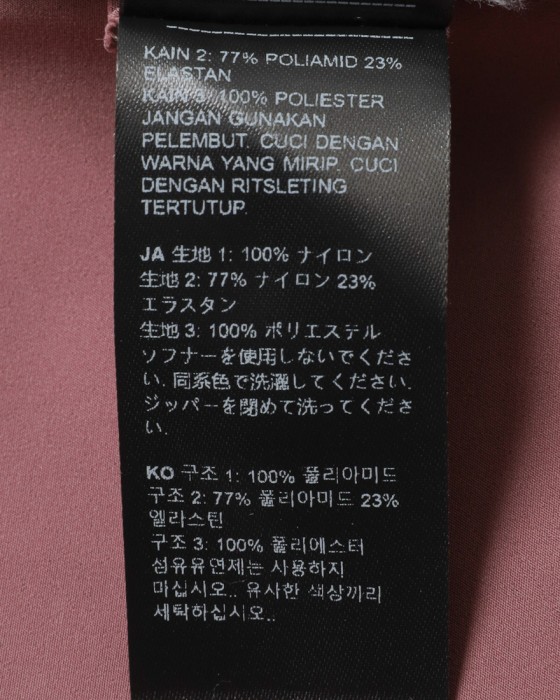 KAIN 2: 77% POLIAMID 23%
ELASTAN
KAIN 3: 100% POLIESTER
JANGAN GUNAKAN
PELEMBUT. CUCI DENGAN
WARNA YANG MIRIP. CUCI
DENGAN RITSLETING
TERTUTUP.
JA 生地 1: 100% ナイロン
生地 2: 77% ナイロン 23%
エラスタン
生地 3: 100% ポリエステル
ソフナーを使用しないでくださ
い. 同系色で洗濯してください.
ジッパーを閉めて洗ってくださ
い.
KO 구조 1: 100% 폴리아미드
구조 2: 77% 폴리아미드 23%
엘라스틴
구조 3: 100% 폴리에스터
섬유유연제는 사용하지
마십시오.. 유사한 색상끼리
세탁하십시오..